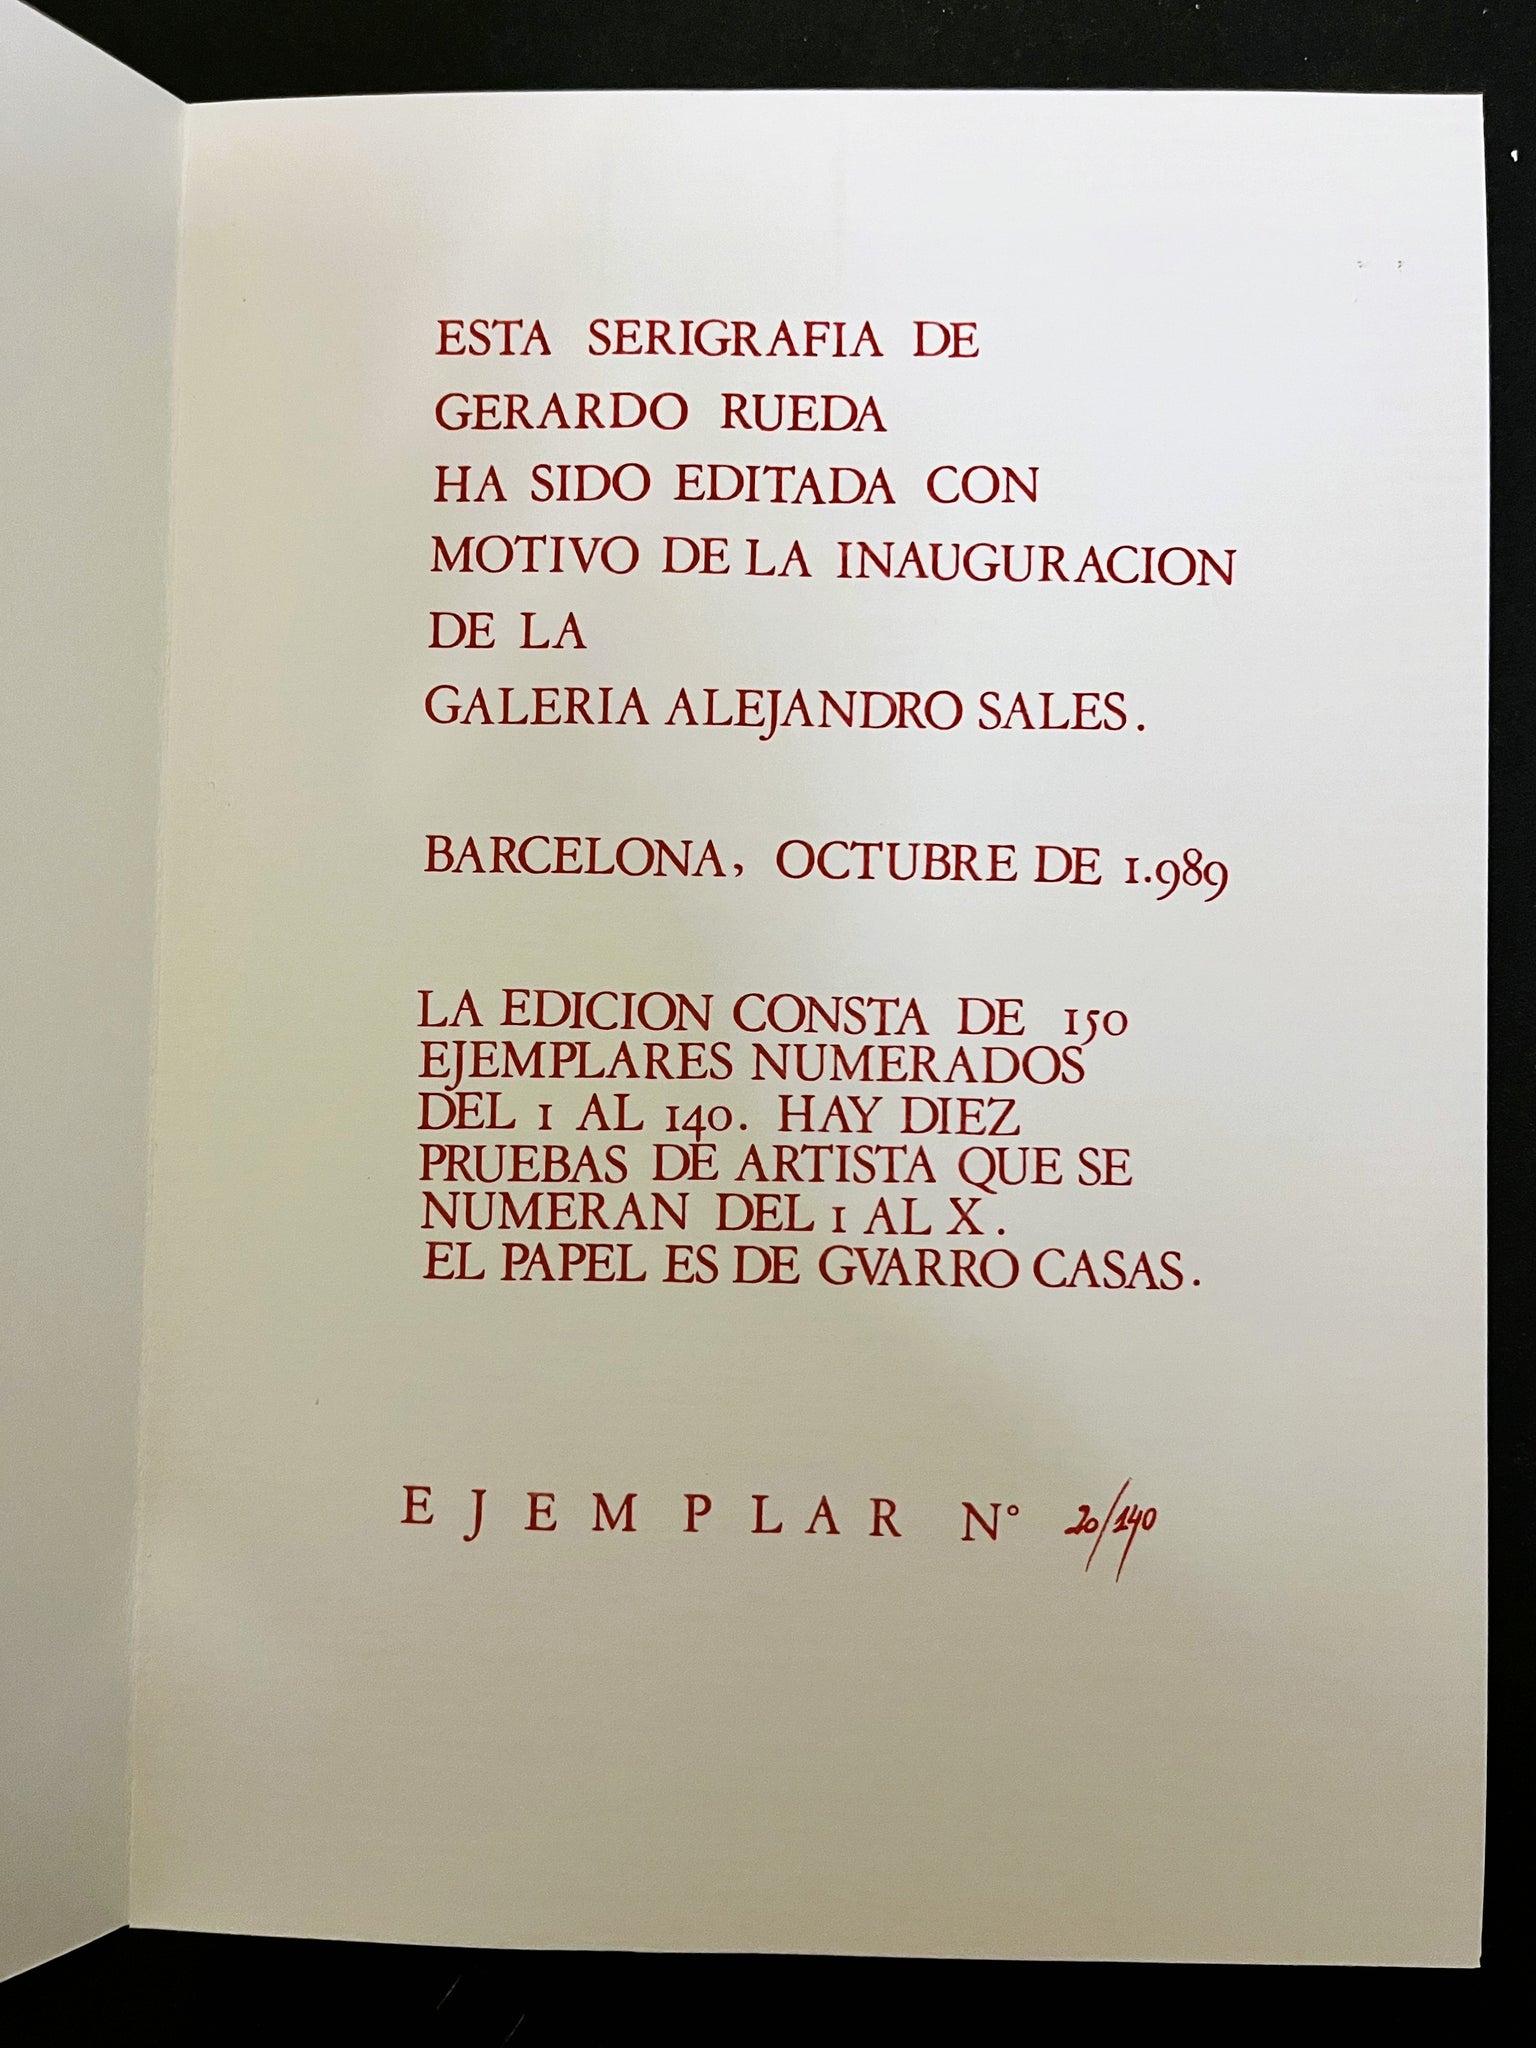 ESTA SERIGRAFIA DE
GERARDO RUEDA
HA SIDO EDITADA CON
MOTIVO DE LA INAUGURACION
DE LA
GALERIA ALEJANDRO SALES.
BARCELONA, OCTUBRE DE 1.989
LA EDICION CONSTA DE 150
EJEMPLARES NUMERADOS
DEL 1 AL 140. HAY DIEZ
PRUEBAS DE ARTISTA QUE SE
NUMERAN DEL I AL X.
EL PAPEL ES DE GVARRO CASAS.
EJEMPLAR Nº 20/140